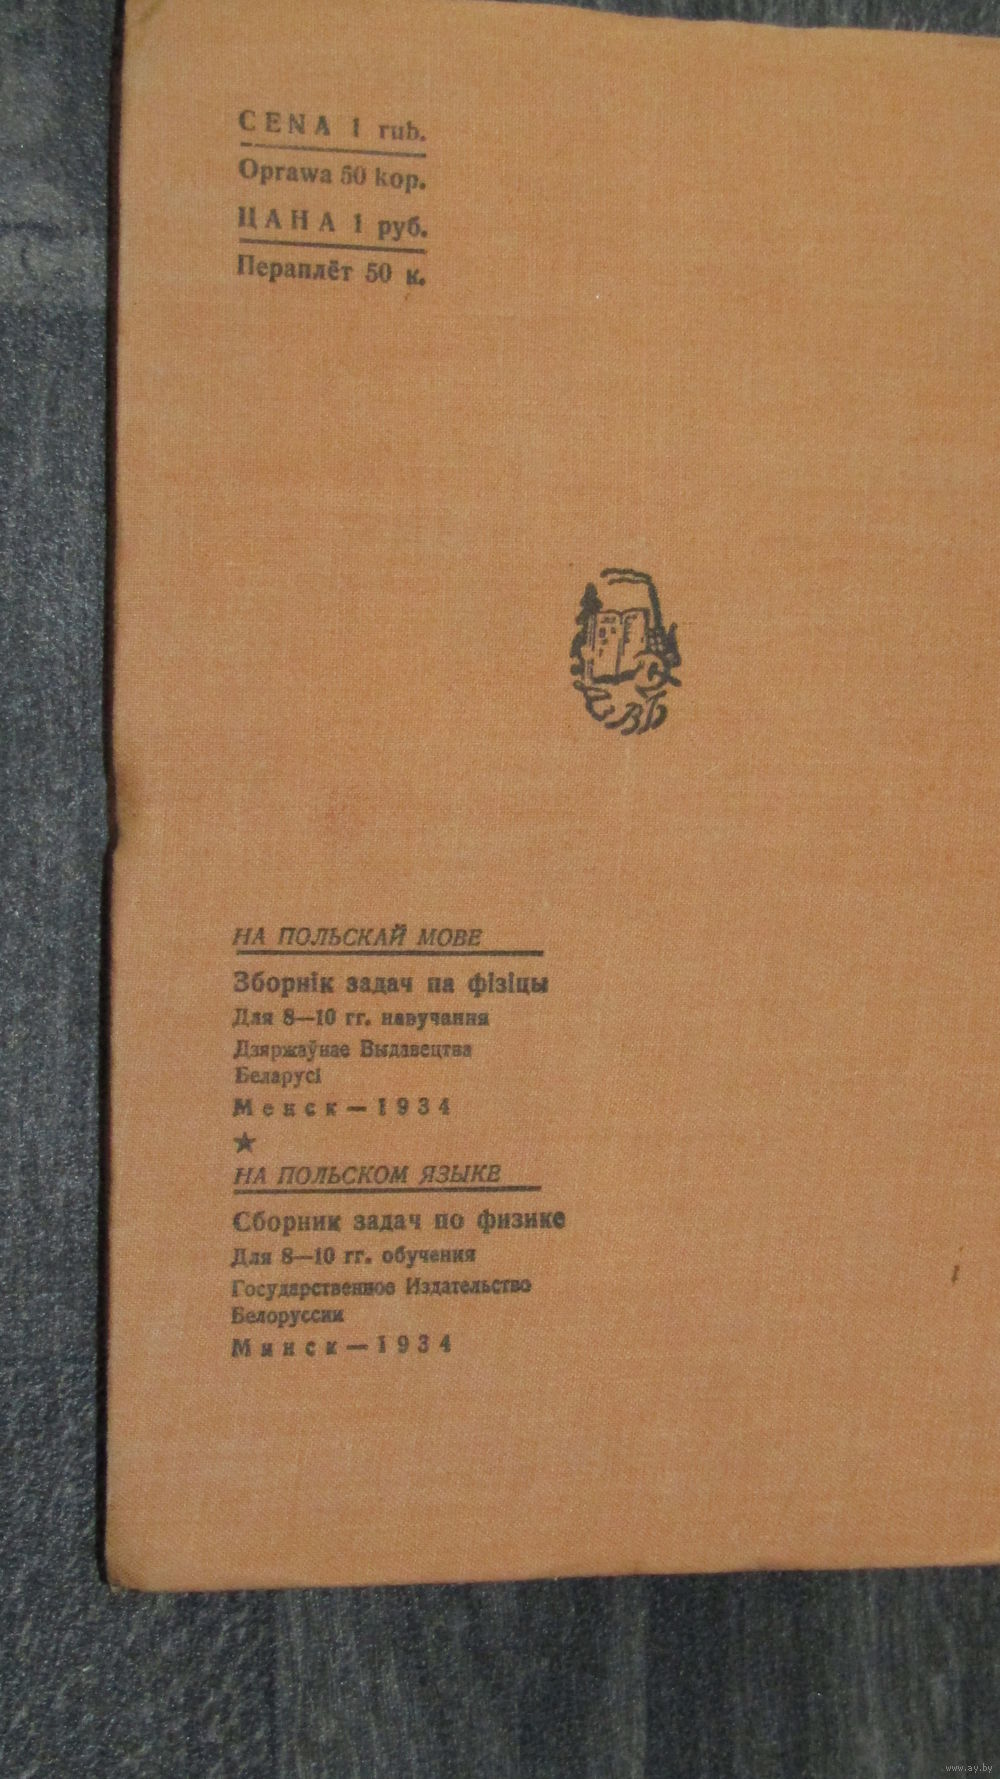 CENA 1 rub.
Oprawa 50 kop.
ЦАНА 1 руб.
Пераплёт 50 к.
ДВБ
НА ПОЛЬСКАЙ МОВЕ
Зборнік задач па фізіцы
Для 8—10 гг. навучання
Дзяржаўнае Выдавецтва
Беларусі
Менск — 1934
★
НА ПОЛЬСКОМ ЯЗЫКЕ
Сборник задач по физике
Для 8—10 гг. обучения
Государственное Издательство
Белоруссии
Минск — 1934
www.ay.by